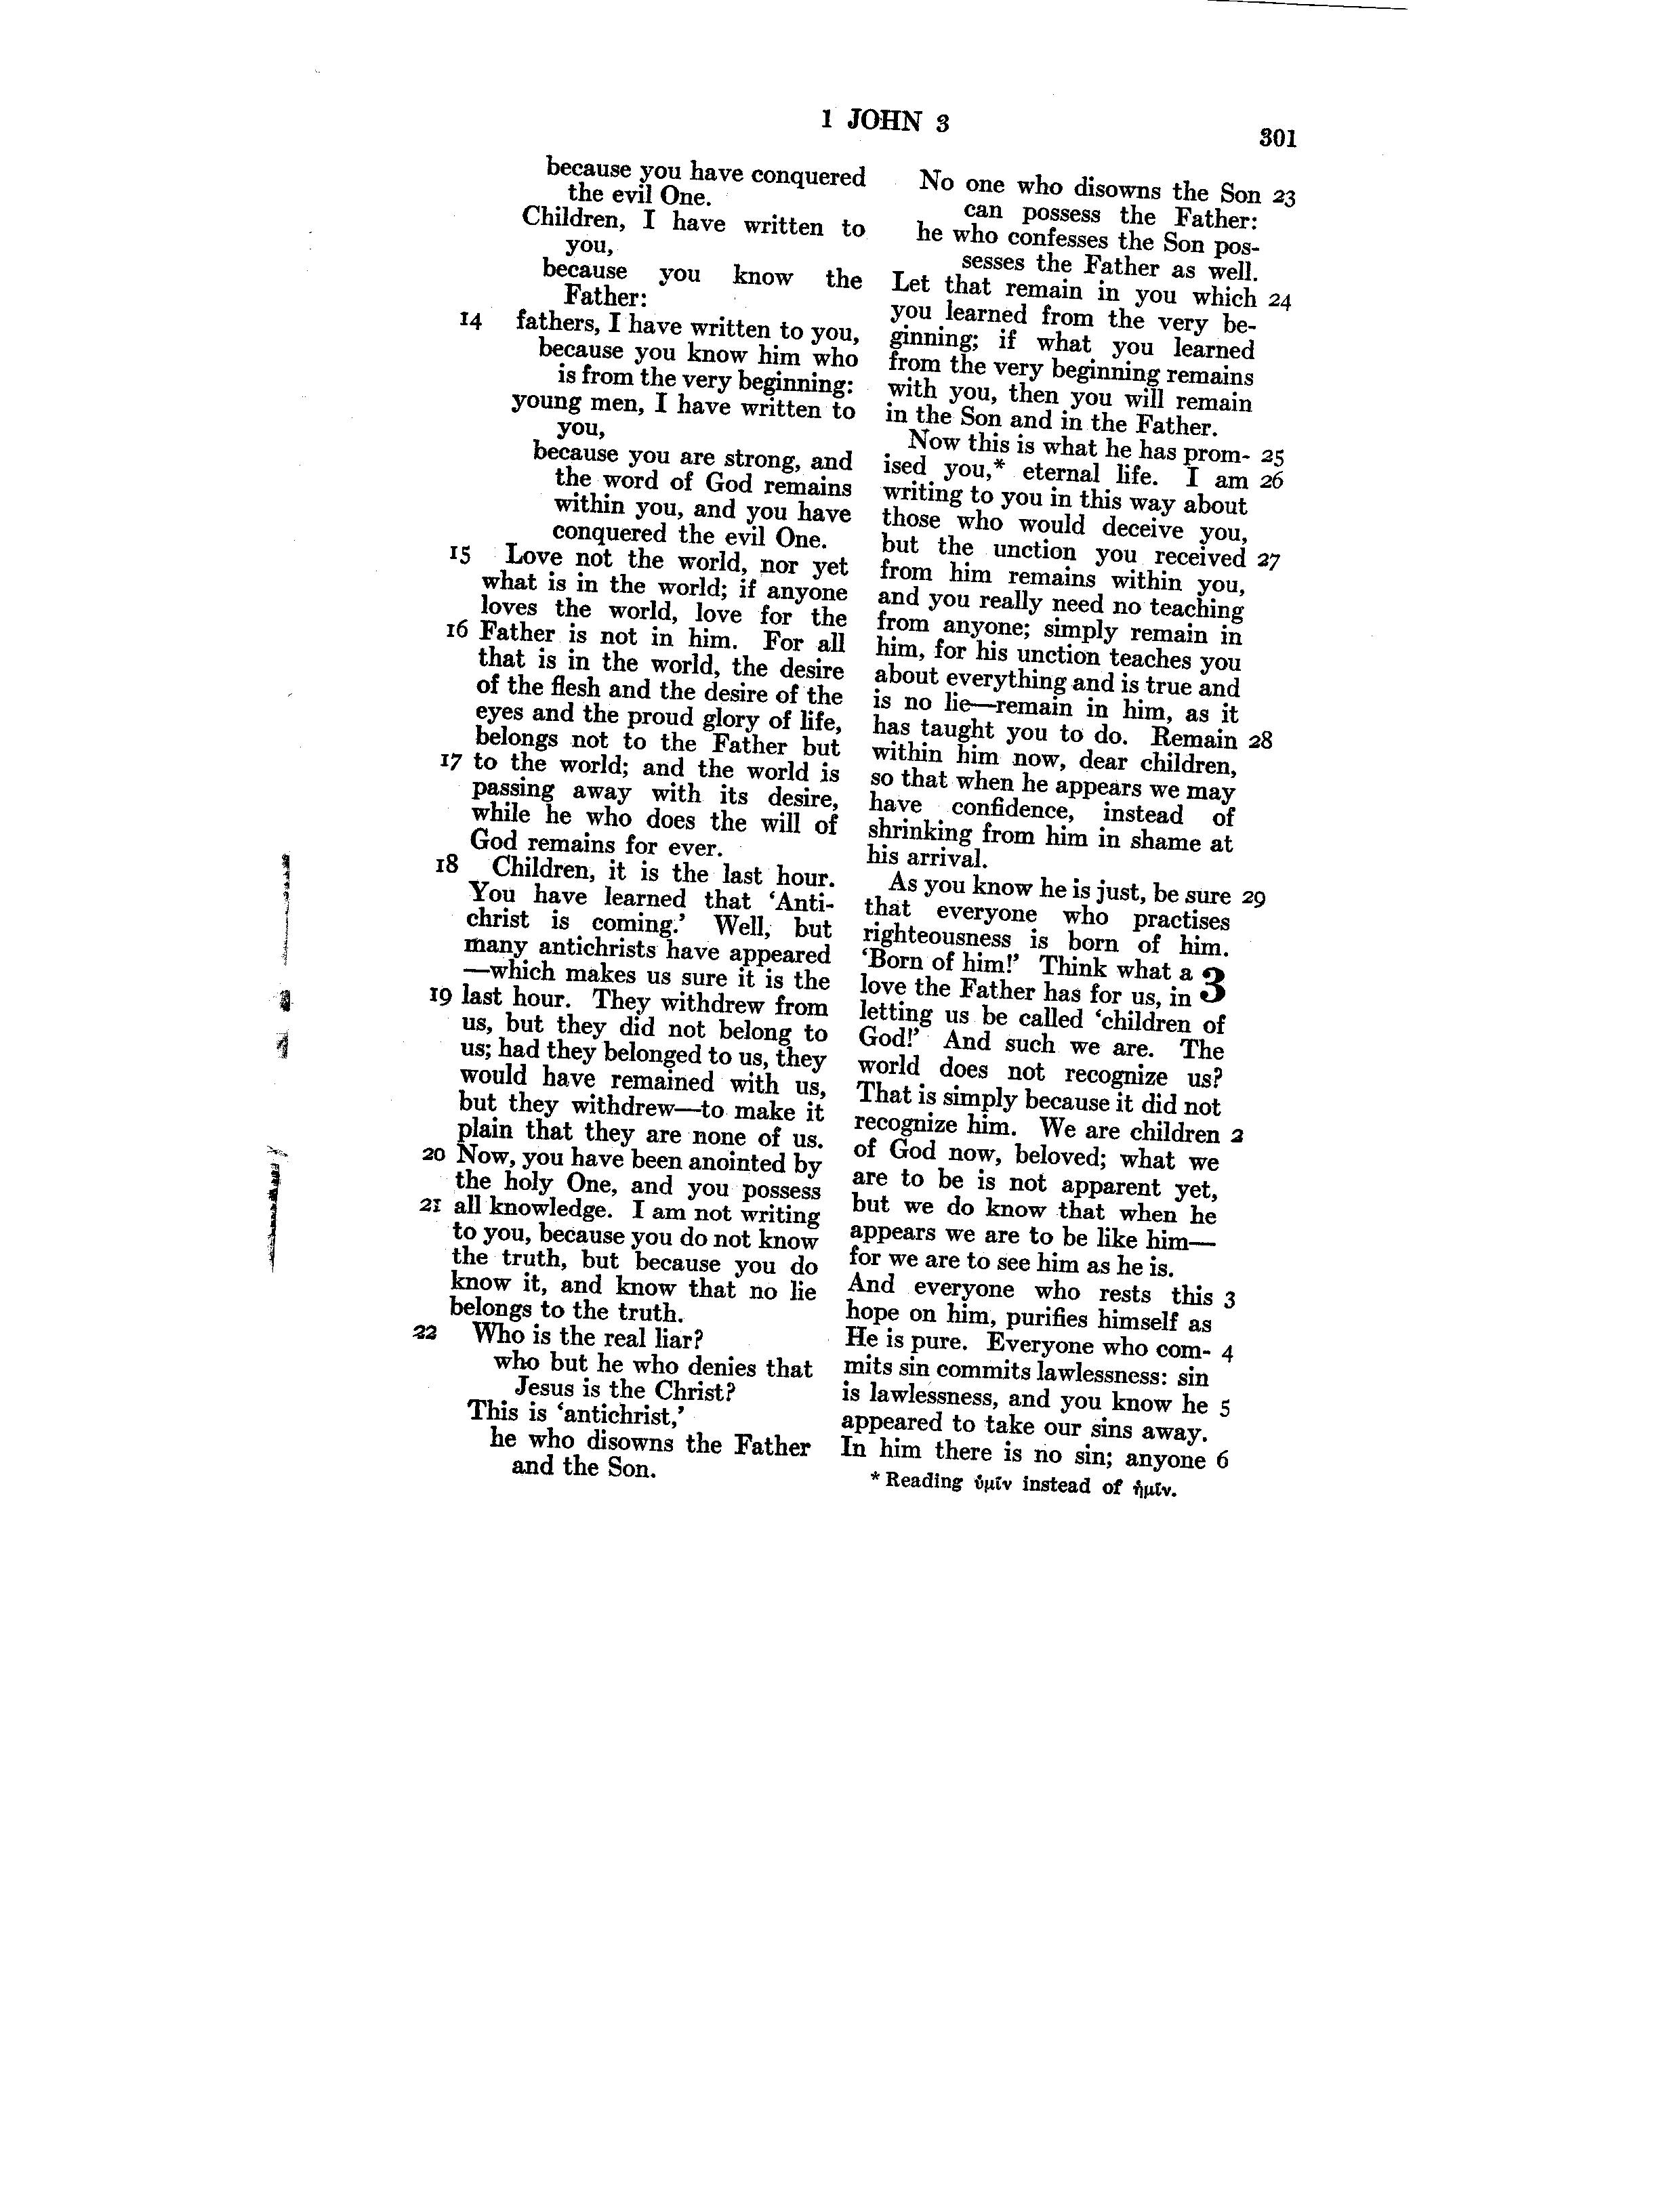 1 JOHN 3
301
because you have conquered
the evil One.
Children, I have written to
you,
because you know the
Father:
14 fathers, I have written to you,
because you know him who
is from the very beginning:
young men, I have written to
you,
because you are strong, and
the word of God remains
within you, and you have
conquered the evil One.
15 Love not the world, nor yet
what is in the world; if anyone
loves the world, love for the
16 Father is not in him. For all
that is in the world, the desire
of the flesh and the desire of the
eyes and the proud glory of life,
belongs not to the Father but
17 to the world; and the world is
passing away with its desire,
while he who does the will of
God remains for ever.
18 Children, it is the last hour.
You have learned that ‘Anti-
christ is coming.’ Well, but
many antichrists have appeared
—which makes us sure it is the
19 last hour. They withdrew from
us, but they did not belong to
us; had they belonged to us, they
would have remained with us,
but they withdrew—to make it
plain that they are none of us.
20 Now, you have been anointed by
the holy One, and you possess
21 all knowledge. I am not writing
to you, because you do not know
the truth, but because you do
know it, and know that no lie
belongs to the truth.
22 Who is the real liar?
who but he who denies that
Jesus is the Christ?
This is ‘antichrist,’
he who disowns the Father
and the Son.
No one who disowns the Son 23
can possess the Father:
he who confesses the Son pos-
sesses the Father as well.
Let that remain in you which 24
you learned from the very be-
ginning; if what you learned
from the very beginning remains
with you, then you will remain
in the Son and in the Father.
Now this is what he has prom- 25
ised you,* eternal life. I am 26
writing to you in this way about
those who would deceive you,
but the unction you received 27
from him remains within you,
and you really need no teaching
from anyone; simply remain in
him, for his unction teaches you
about everything and is true and
is no lie—remain in him, as it
has taught you to do. Remain 28
within him now, dear children,
so that when he appears we may
have confidence, instead of
shrinking from him in shame at
his arrival.
As you know he is just, be sure 29
that everyone who practises
righteousness is born of him.
‘Born of him!’ Think what a 3
love the Father has for us, in
letting us be called ‘children of
God!’ And such we are. The
world does not recognize us?
That is simply because it did not
recognize him. We are children 2
of God now, beloved; what we
are to be is not apparent yet,
but we do know that when he
appears we are to be like him—
for we are to see him as he is.
And everyone who rests this 3
hope on him, purifies himself as
He is pure. Everyone who com- 4
mits sin commits lawlessness: sin
is lawlessness, and you know he 5
appeared to take our sins away.
In him there is no sin; anyone 6
* Reading ὑμῖν instead of ἡμῖν.